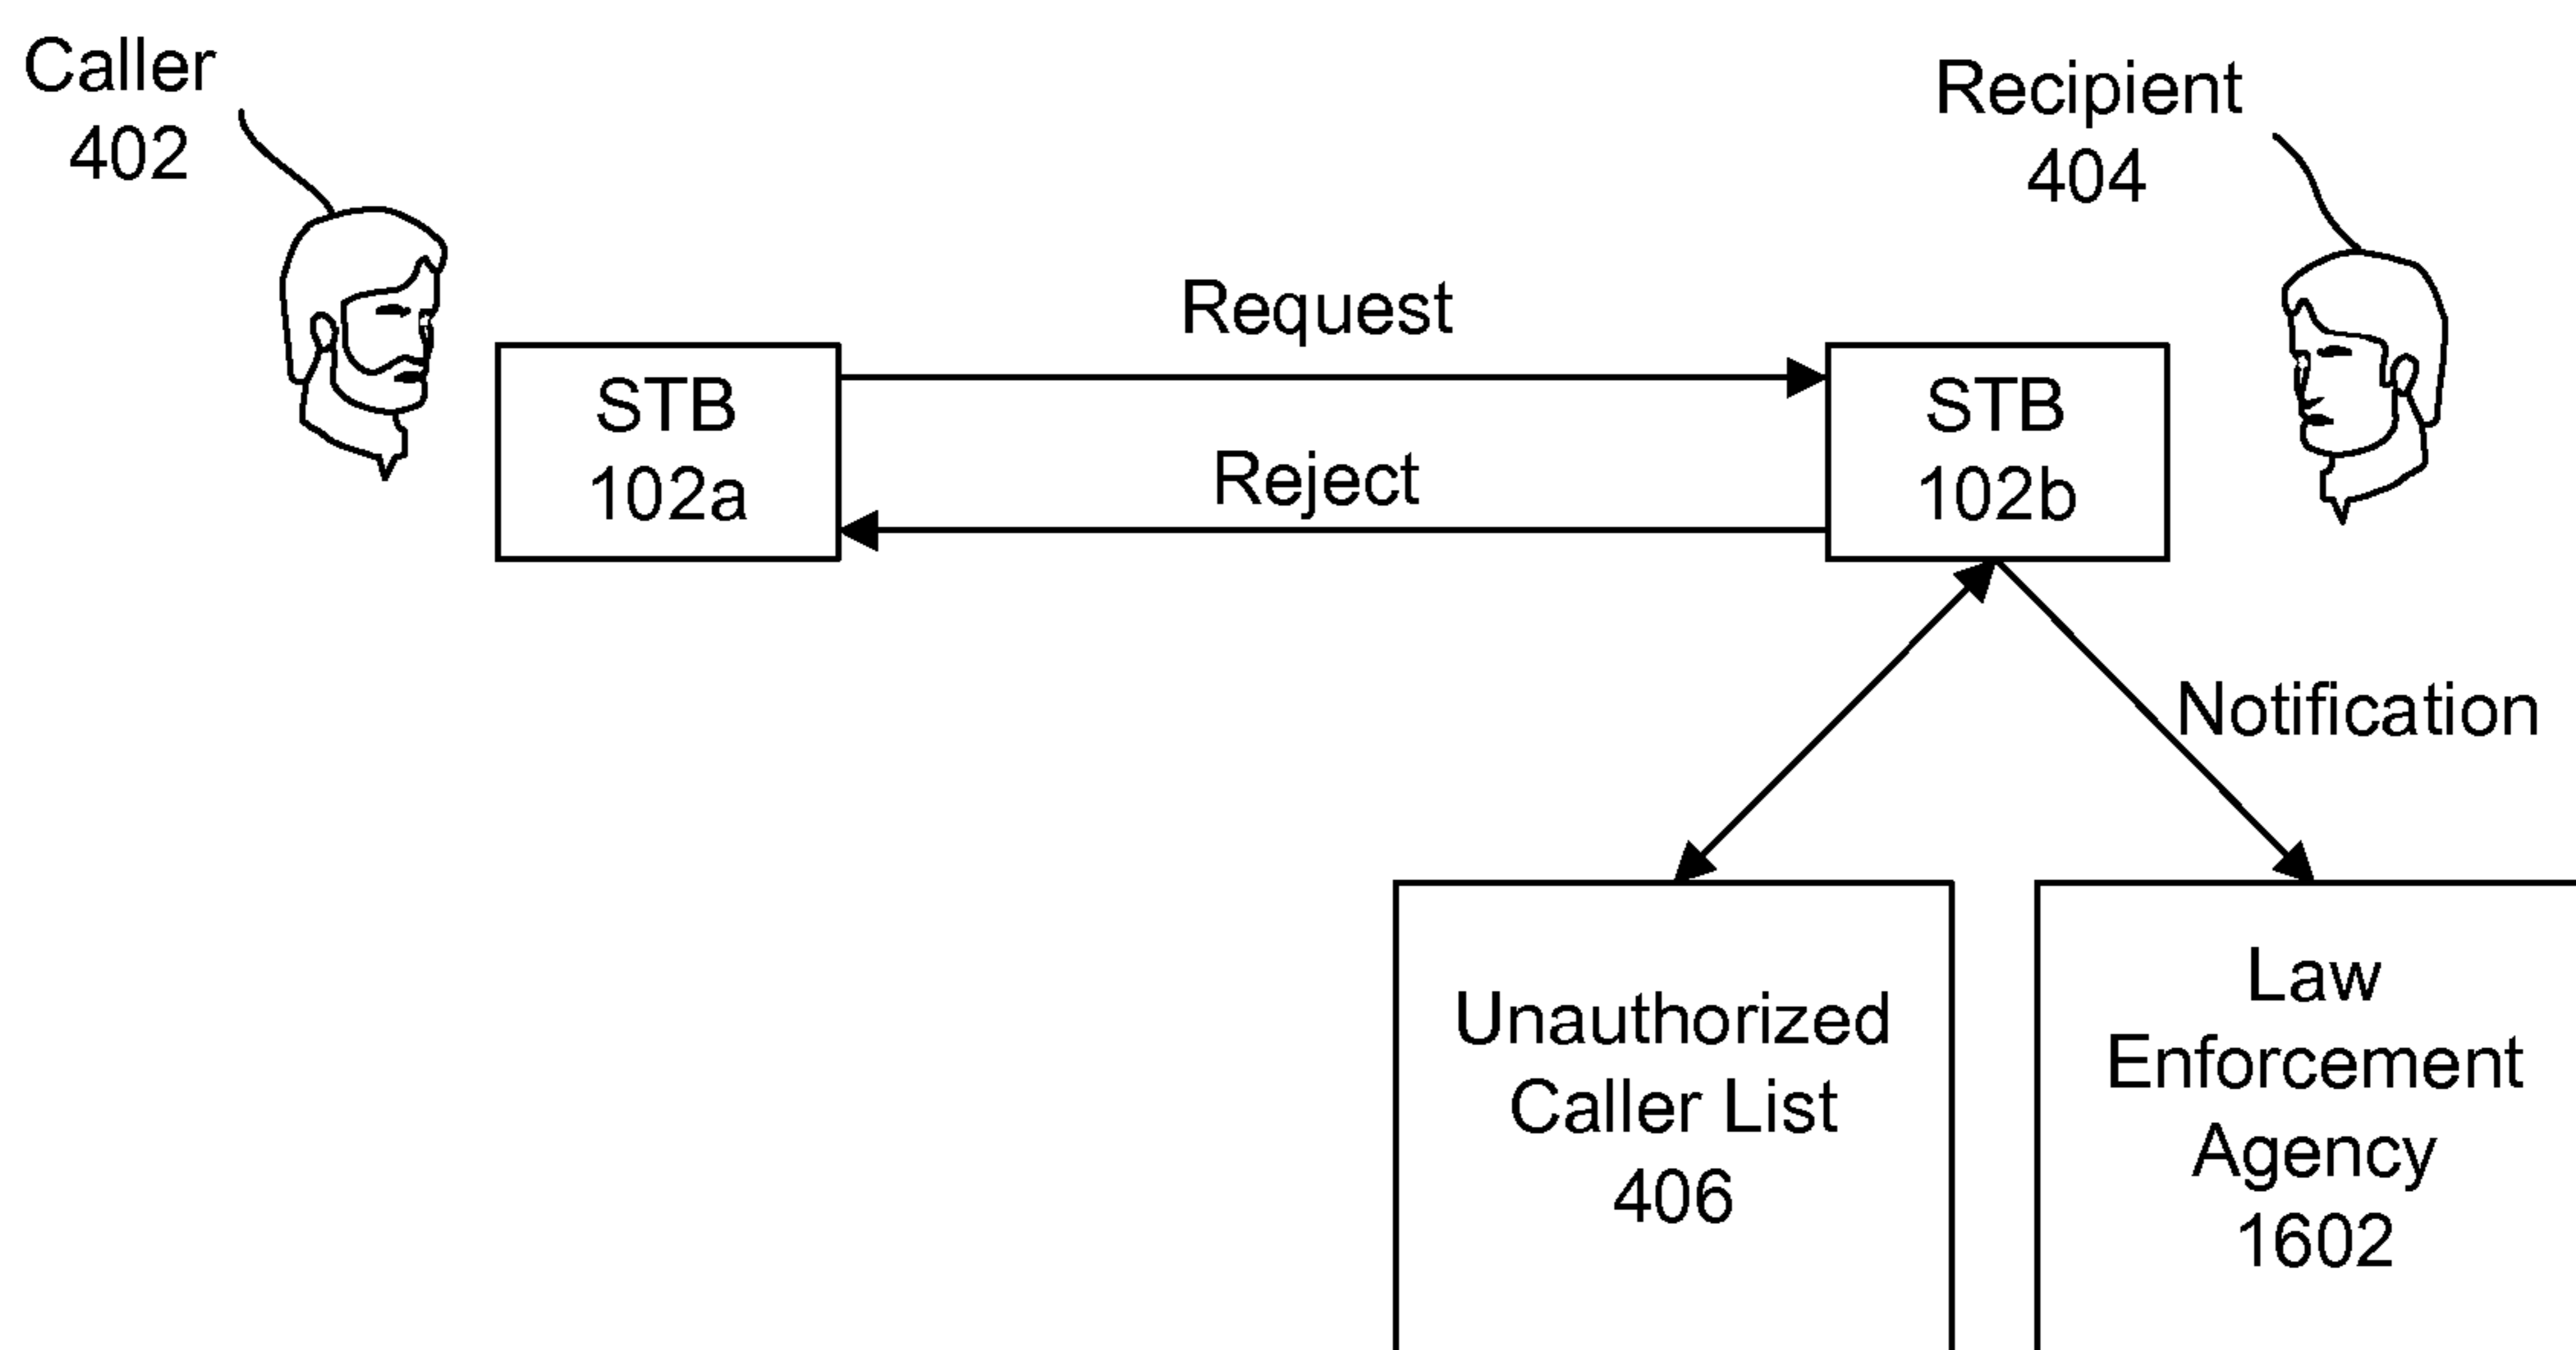 Caller
402
Recipient
404
Request
STB
102a
STB
102b
Reject
Notification
Unauthorized
Caller List
406
Law
Enforcement
Agency
1602